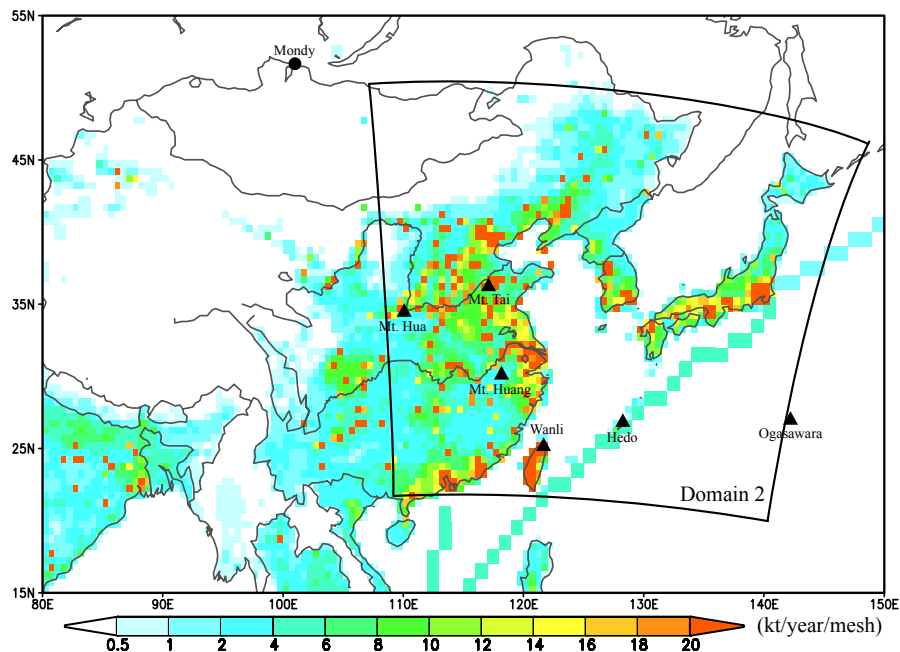 55N
Mondy
45N
Mt. Tai
35N
Mt. Hua
Mt. Huang
Wanli
25N
Hedo
Ogasawara
Domain 2
15N
80E 90E 100E 110E 120E 130E 140E 150E
0.5 1 2 4 6 8 10 12 14 16 18 20 (kt/year/mesh)